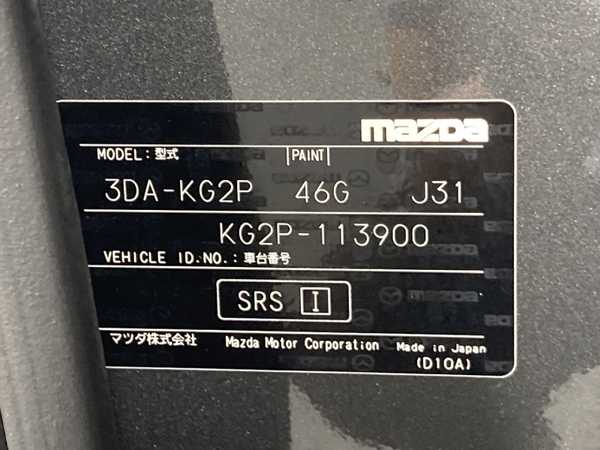 mazda
MODEL:型式 PAINT
3DA-KG2P 46G J31
KG2P-113900
VEHICLE ID.NO.:車台番号
SRS I
マツダ株式会社 Mazda Motor Corporation Made in Japan
(D10A)